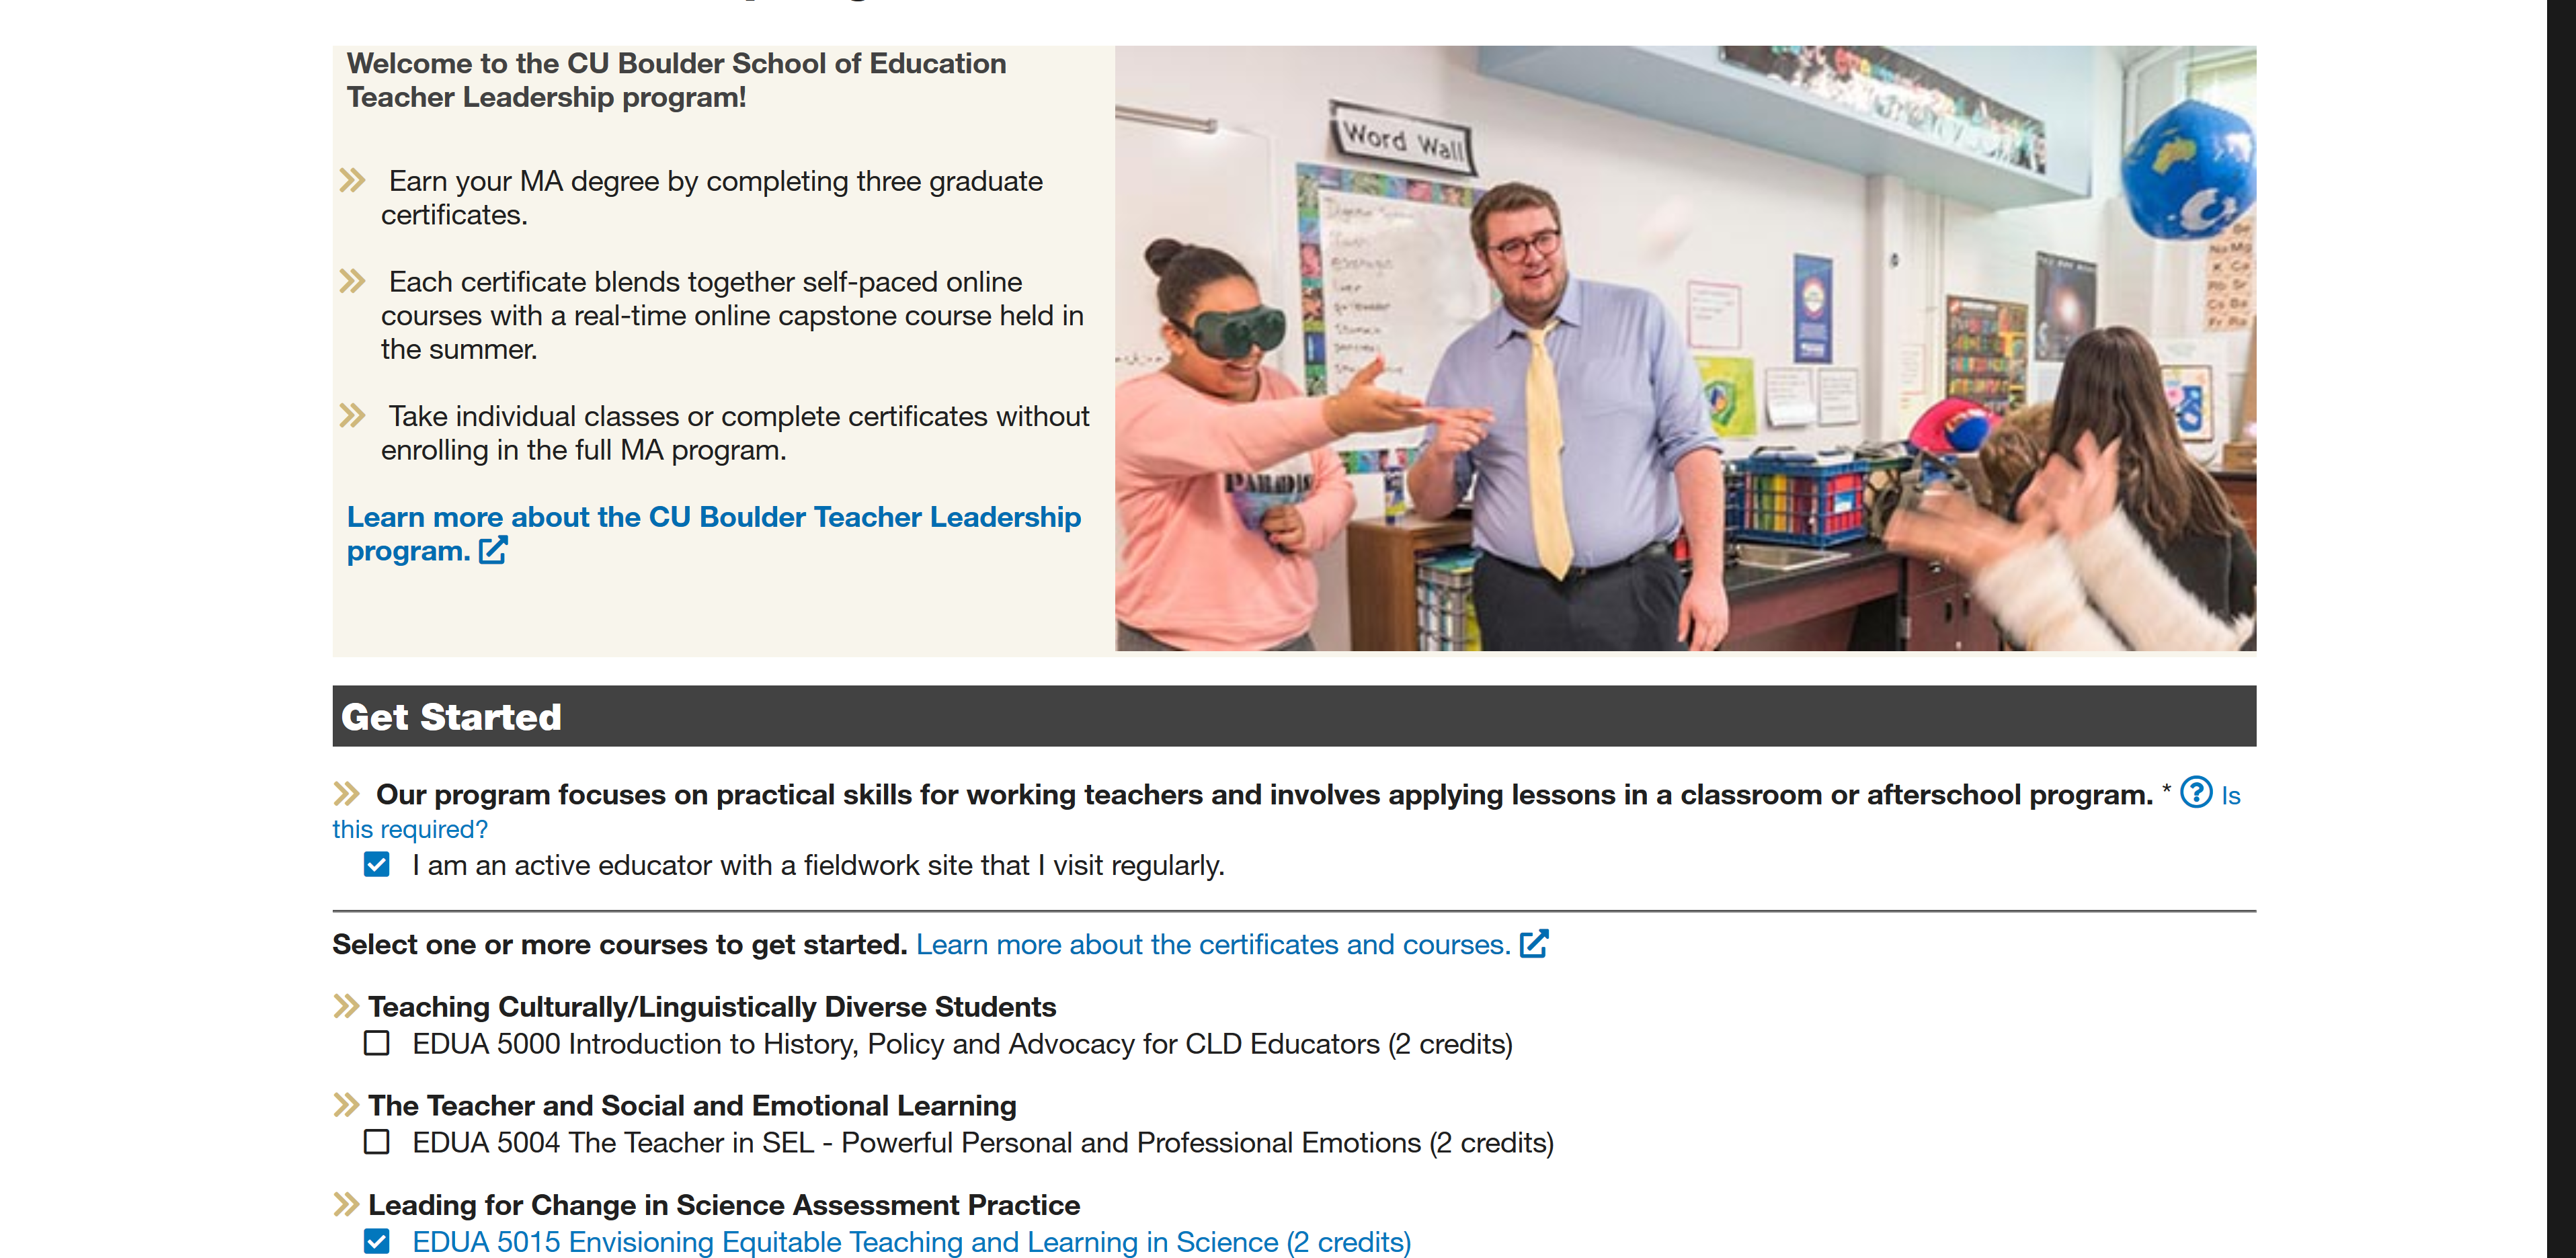 Welcome to the CU Boulder School of Education
Teacher Leadership program!
Earn your MA degree by completing three graduate
certificates.
Each certificate blends together self-paced online
courses with a real-time online capstone course held in
the summer.
Take individual classes or complete certificates without
enrolling in the full MA program.
Learn more about the CU Boulder Teacher Leadership
program.
Word Wall
PARADISE
Get Started
Our program focuses on practical skills for working teachers and involves applying lessons in a classroom or afterschool program. * Is
this required?
I am an active educator with a fieldwork site that I visit regularly.
Select one or more courses to get started. Learn more about the certificates and courses.
Teaching Culturally/Linguistically Diverse Students
EDUA 5000 Introduction to History, Policy and Advocacy for CLD Educators (2 credits)
The Teacher and Social and Emotional Learning
EDUA 5004 The Teacher in SEL - Powerful Personal and Professional Emotions (2 credits)
Leading for Change in Science Assessment Practice
EDUA 5015 Envisioning Equitable Teaching and Learning in Science (2 credits)